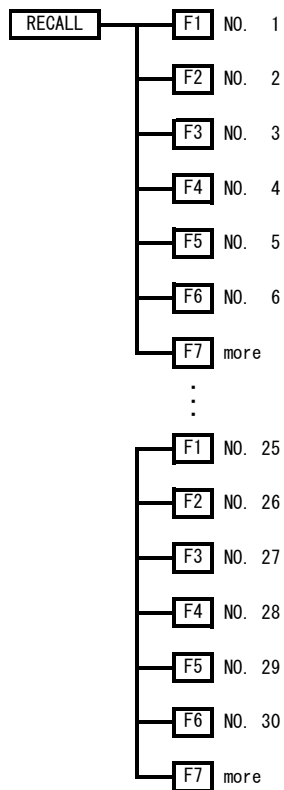 RECALL F1 NO. 1
F2 NO. 2
F3 NO. 3
F4 NO. 4
F5 NO. 5
F6 NO. 6
F7 more
F1 NO. 25
F2 NO. 26
F3 NO. 27
F4 NO. 28
F5 NO. 29
F6 NO. 30
F7 more